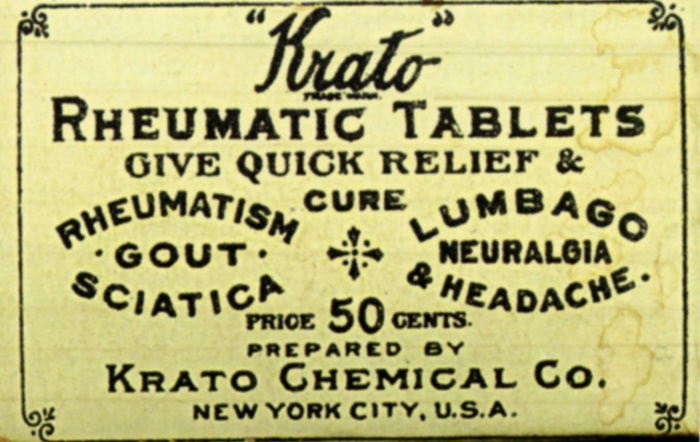 "Krato"
TRADE MARK.
RHEUMATIC TABLETS
GIVE QUICK RELIEF &
CURE
RHEUMATISM
· GOUT ·
SCIATICA
LUMBAGO
NEURALGIA
& HEADACHE.
PRICE 50 CENTS.
PREPARED BY
KRATO CHEMICAL CO.
NEW YORK CITY, U.S.A.